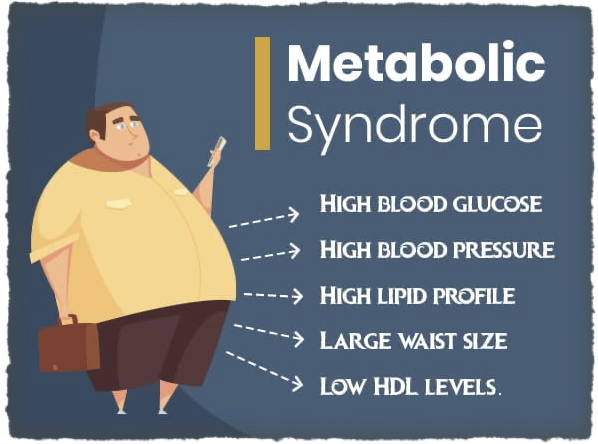 Metabolic
Syndrome
HIGH BLOOD GLUCOSE
HIGH BLOOD PRESSURE
HIGH LIPID PROFILE
LARGE WAIST SIZE
LOW HDL LEVELS.